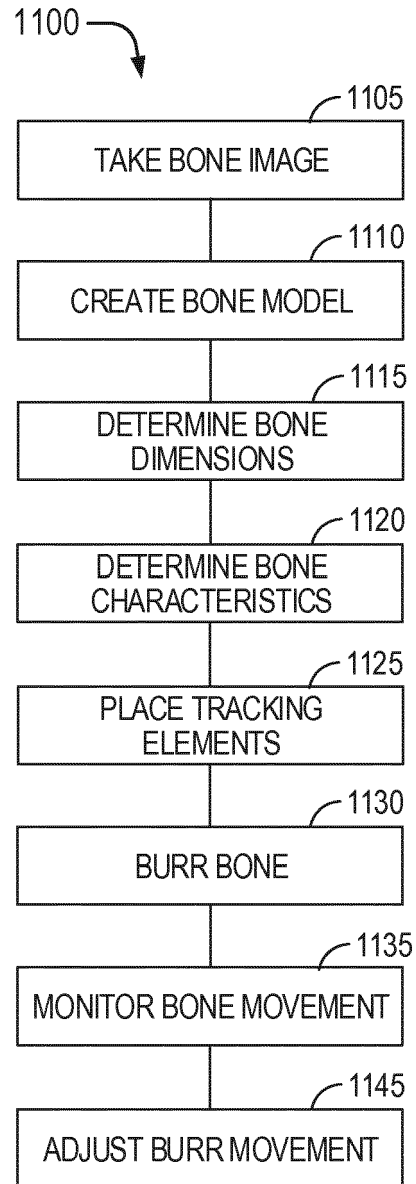 1100
1105
TAKE BONE IMAGE
1110
CREATE BONE MODEL
1115
DETERMINE BONE
DIMENSIONS
1120
DETERMINE BONE
CHARACTERISTICS
1125
PLACE TRACKING
ELEMENTS
1130
BURR BONE
1135
MONITOR BONE MOVEMENT
1145
ADJUST BURR MOVEMENT